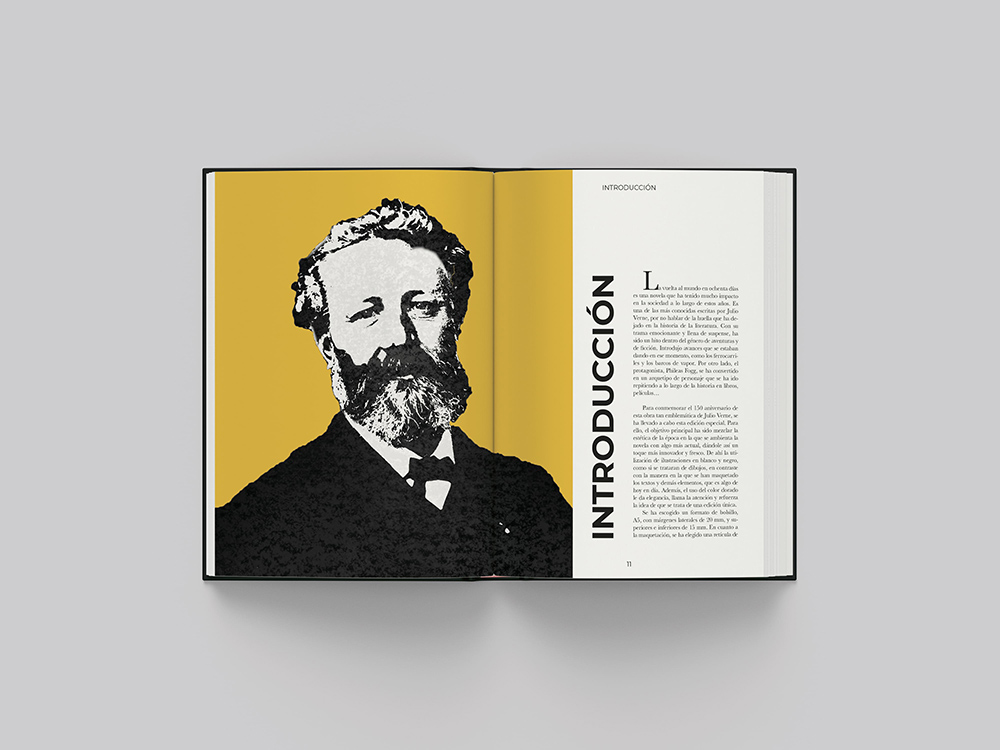 INTRODUCCIÓN
INTRODUCCIÓN
La vuelta al mundo en ochenta días
es una novela que ha tenido mucho impacto
en la sociedad a lo largo de estos años. Es
una de las más conocidas escritas por Julio
Verne, por no hablar de la huella que ha de-
jado en la historia de la literatura. Con su
trama emocionante y llena de suspense, ha
sido un hito dentro del género de aventuras y
de ficción. Introdujo avances que se estaban
dando en ese momento, como los ferrocarri-
les y los barcos de vapor. Por otro lado, el
protagonista, Phileas Fogg, se ha convertido
en un arquetipo de personaje que se ha ido
repitiendo a lo largo de la historia en libros,
películas...
Para conmemorar el 150 aniversario de
esta obra tan emblemática de Julio Verne, se
ha llevado a cabo esta edición especial. Para
ello, el objetivo principal ha sido mezclar la
estética de la época en la que se ambienta la
novela con algo más actual, dándole así un
toque más innovador y fresco. De ahí la uti-
lización de ilustraciones en blanco y negro,
como si se trataran de dibujos, en contraste
con la manera en la que se han maquetado
los textos y demás elementos, que es algo de
hoy en día. Además, el uso del color dorado
le da elegancia, llama la atención y refuerza
la idea de que se trata de una edición única.
Se ha escogido un formato de bolsillo,
A5, con márgenes laterales de 20 mm, y su-
periores e inferiores de 15 mm. En cuanto a
la maquetación, se ha elegido una retícula de
11